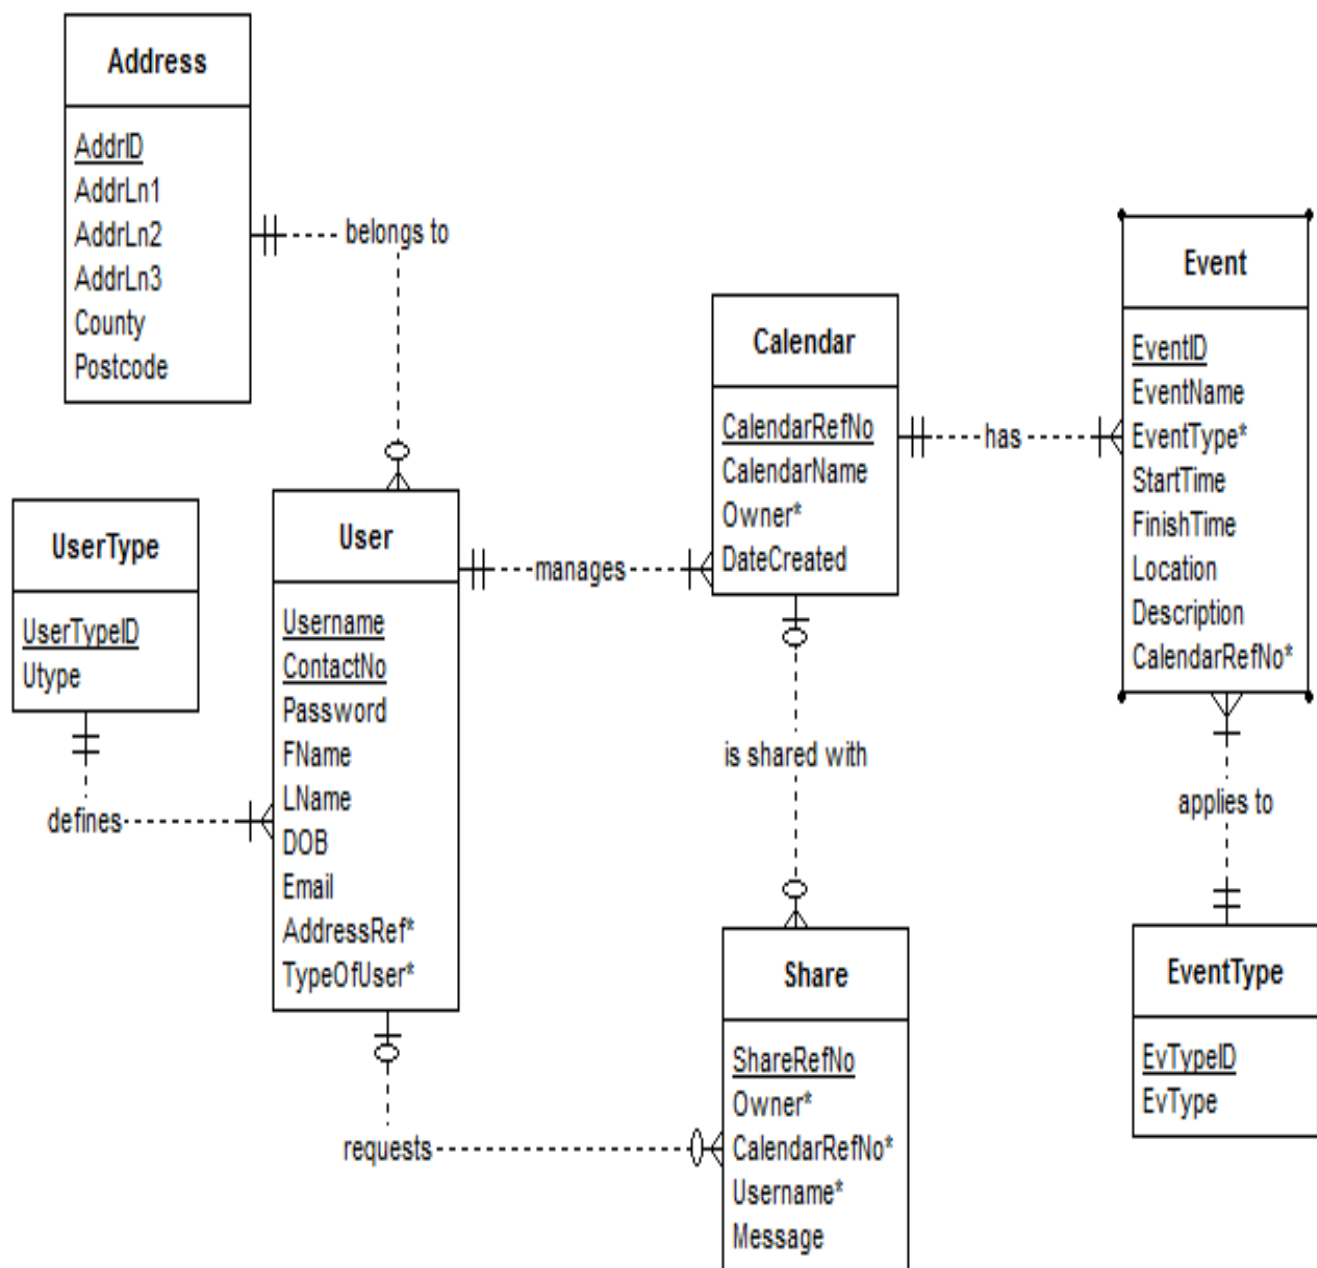 Address
AddrID
AddrLn1
AddrLn2
AddrLn3
County
Postcode
belongs to
UserType
UserTypeID
Utype
defines
User
Username
ContactNo
Password
FName
LName
DOB
Email
AddressRef*
TypeOfUser*
manages
requests
Calendar
CalendarRefNo
CalendarName
Owner*
DateCreated
is shared with
Share
ShareRefNo
Owner*
CalendarRefNo*
Username*
Message
has
Event
EventID
EventName
EventType*
StartTime
FinishTime
Location
Description
CalendarRefNo*
applies to
EventType
EvTypeID
EvType